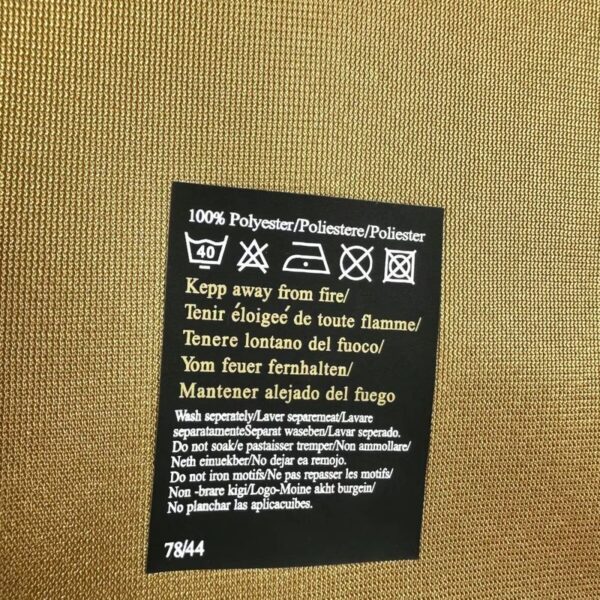 100% Polyester/Poliestere/Poliester
40
Kepp away from fire/
Tenir éloigeé de toute flamme/
Tenere lontano del fuoco/
Yom feuer fernhalten/
Mantener alejado del fuego
Wash seperately/Laver separemeat/Lavare
separatamenteSeparat waseben/Lavar seperado.
Do not soak/e pastaisser tremper/Non ammollare/
Neth einuekber/No dejar ea remojo.
Do not iron motifs/Ne pas repasser les motifs/
Non -brare kigi/Logo-Moine akht burgein/
No planchar las aplicacuibes.
78/44